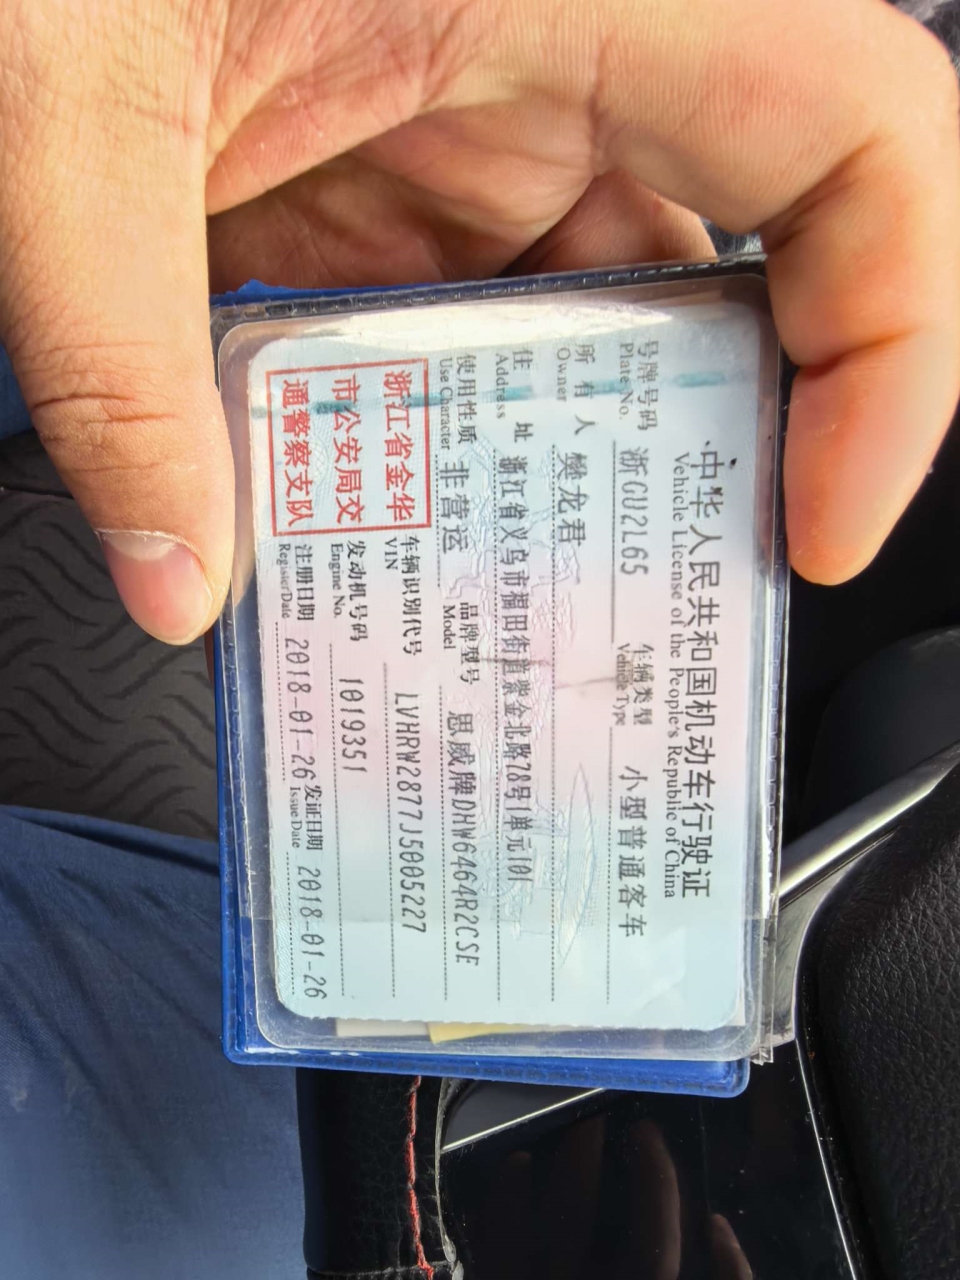 中华人民共和国机动车行驶证
Vehicle License of the People's Republic of China
号牌号码 浙GU2L65 车辆类型 小型普通客车
Plate No. Vehicle Type
所有人 樊龙君
Owner
住址 浙江省义乌市福田街道紫金北路78号1单元101
Address
使用性质 非营运 品牌型号 思威牌DHW6464R2CSE
Use Character Model
浙江省金华
市公安局交
通警察支队
车辆识别代号 LVHRW2877J5005227
VIN
发动机号码 1019351
Engine No.
注册日期 2018-01-26 发证日期 2018-01-26
Register Date Issue Date